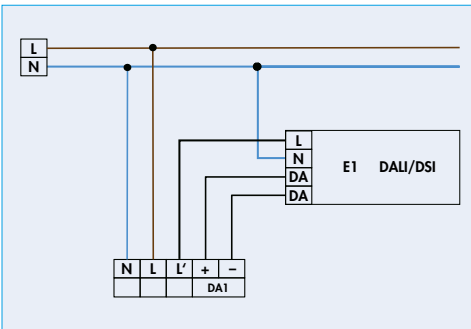 L
N
L
N
DA
DA
E1 DALI/DSI
N L L′ + –
DA1